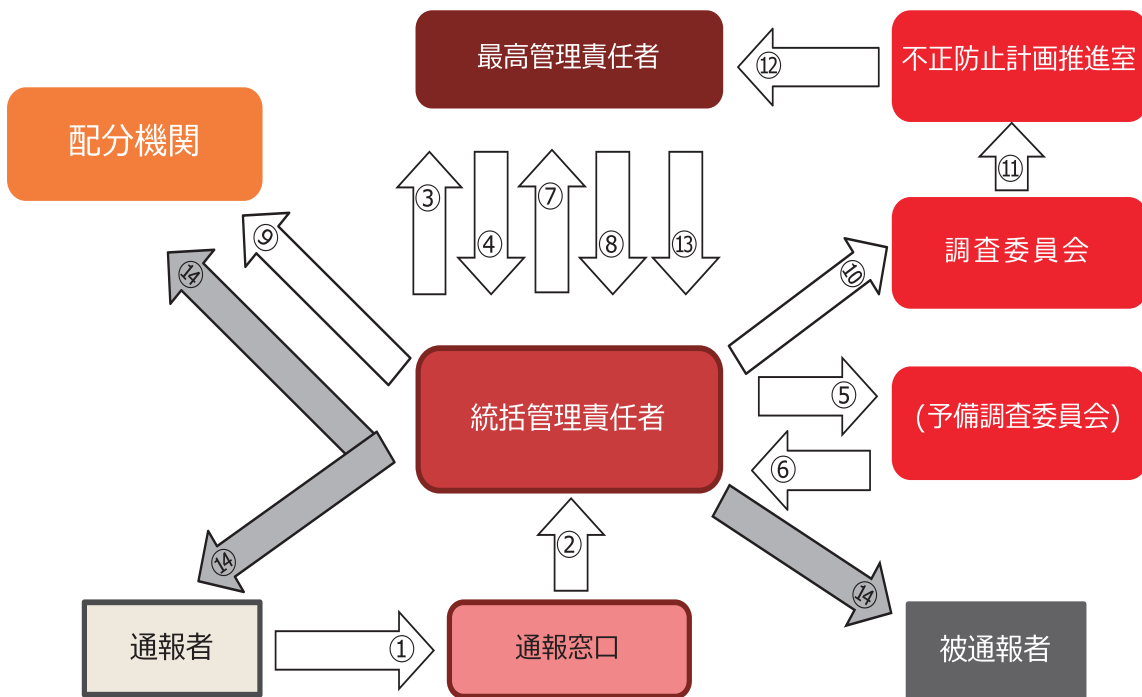 最高管理責任者
⑫
不正防止計画推進室
配分機関
⑪
③
④
⑦
⑧
⑬
調査委員会
⑨
⑭
⑩
統括管理責任者
⑤
(予備調査委員会)
⑥
②
⑭
⑭
通報者
①
通報窓口
被通報者